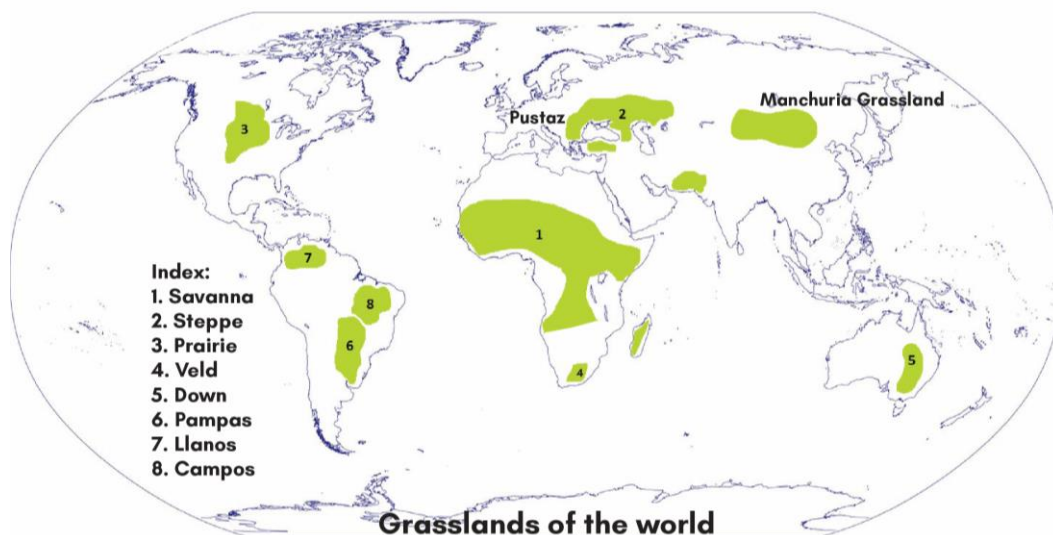 Manchuria Grassland
Pustaz
2
3
1
7
8
6
5
4
Index:
1. Savanna
2. Steppe
3. Prairie
4. Veld
5. Down
6. Pampas
7. Llanos
8. Campos
Grasslands of the world